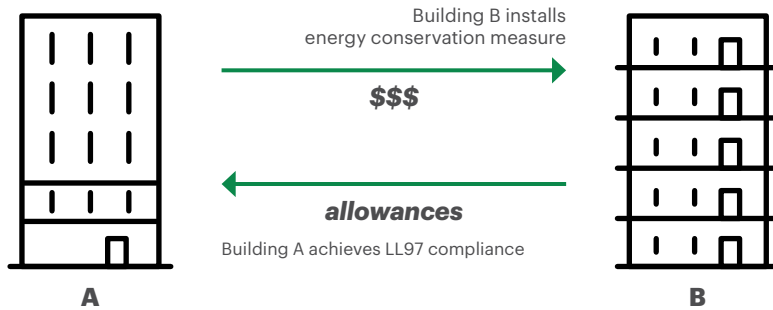 Building B installs
energy conservation measure
$$$
allowances
Building A achieves LL97 compliance
A
B